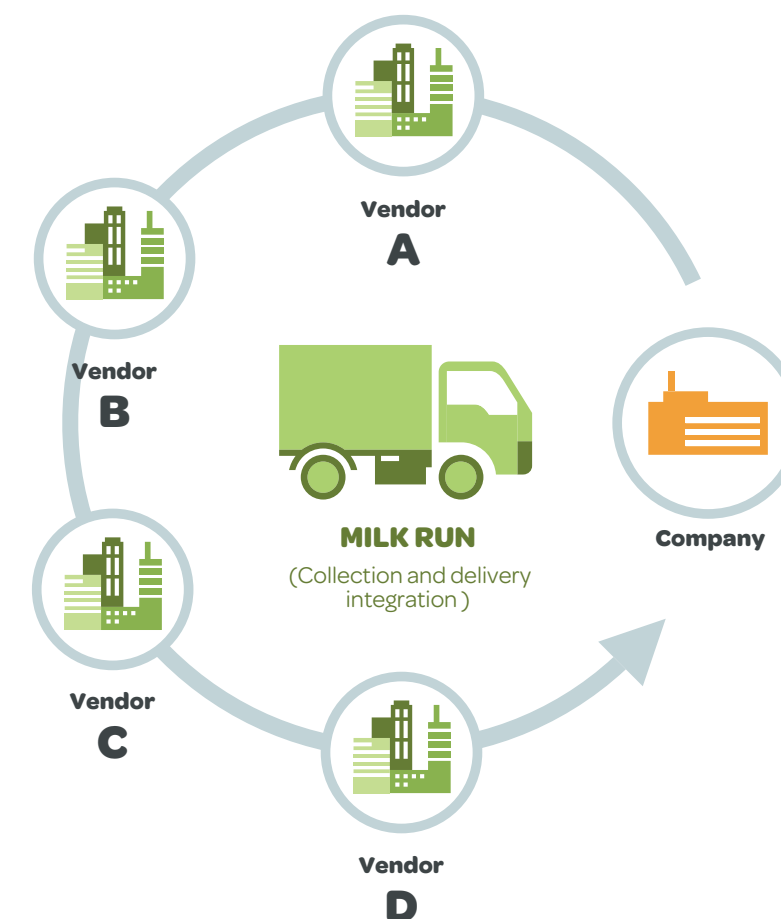 Vendor
A
Vendor
B
MILK RUN
(Collection and delivery
integration )
Company
Vendor
C
Vendor
D